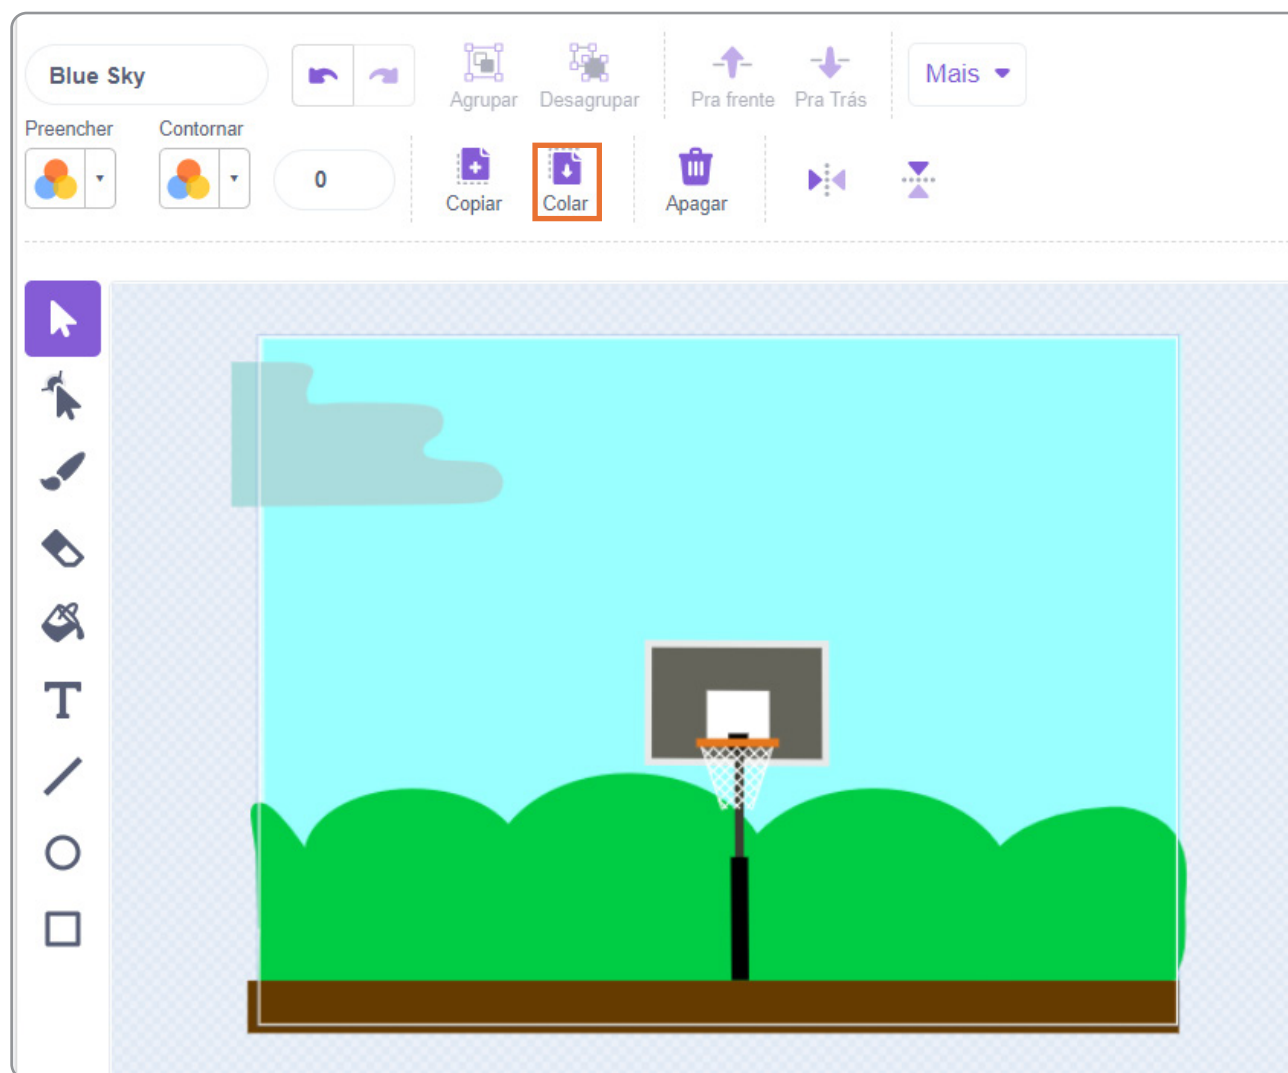 Blue Sky
Agrupar
Desagrupar
Pra frente
Pra Trás
Mais
Preencher
Contornar
0
Copiar
Colar
Apagar